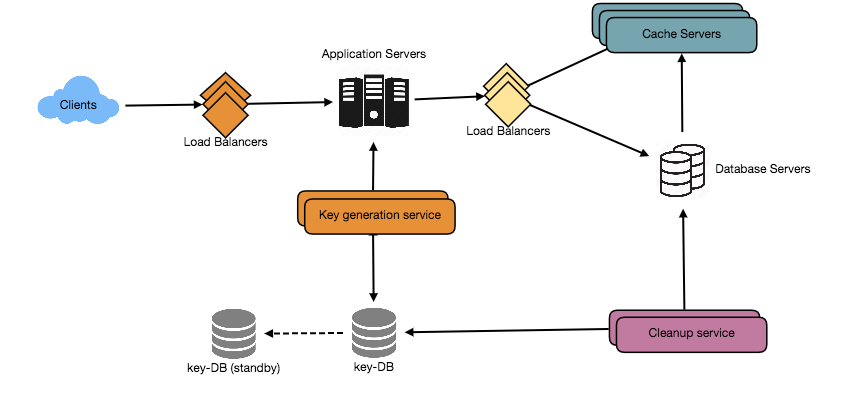 Cache Servers
Application Servers
Clients
Load Balancers
Load Balancers
Database Servers
Key generation service
Cleanup service
key-DB (standby)
key-DB